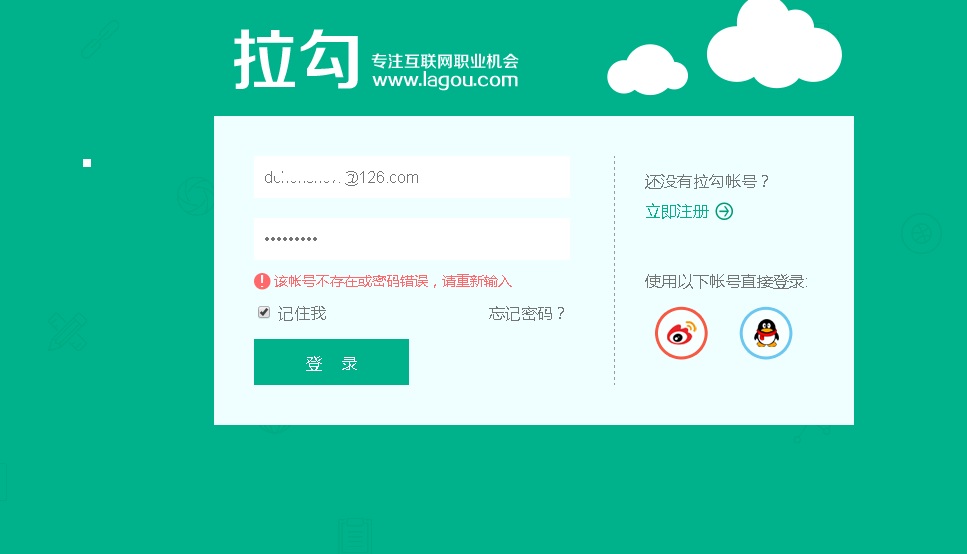 拉勾
专注互联网职业机会
www.lagou.com
@126.com
•••••••••
该帐号不存在或密码错误，请重新输入
记住我
忘记密码？
登 录
还没有拉勾帐号？
立即注册
使用以下帐号直接登录: